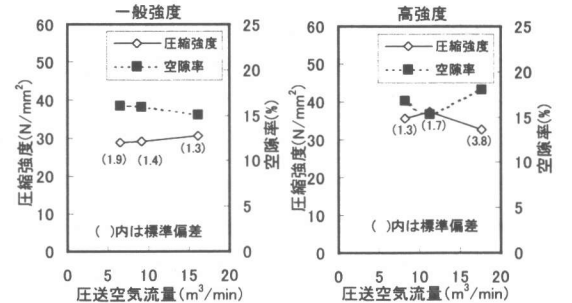 一般強度
圧縮強度(N/mm²)
60
50
40
30
20
10
0
圧縮強度
空隙率
(1.9)
(1.4)
(1.3)
( )内は標準偏差
25
20
15
10
5
0
空隙率(%)
0 5 10 15 20
圧送空気流量(m³/min)
高強度
圧縮強度(N/mm²)
60
50
40
30
20
10
0
圧縮強度
空隙率
(1.3)
(1.7)
(3.8)
( )内は標準偏差
25
20
15
10
5
0
空隙率(%)
0 5 10 15 20
圧送空気流量(m³/min)